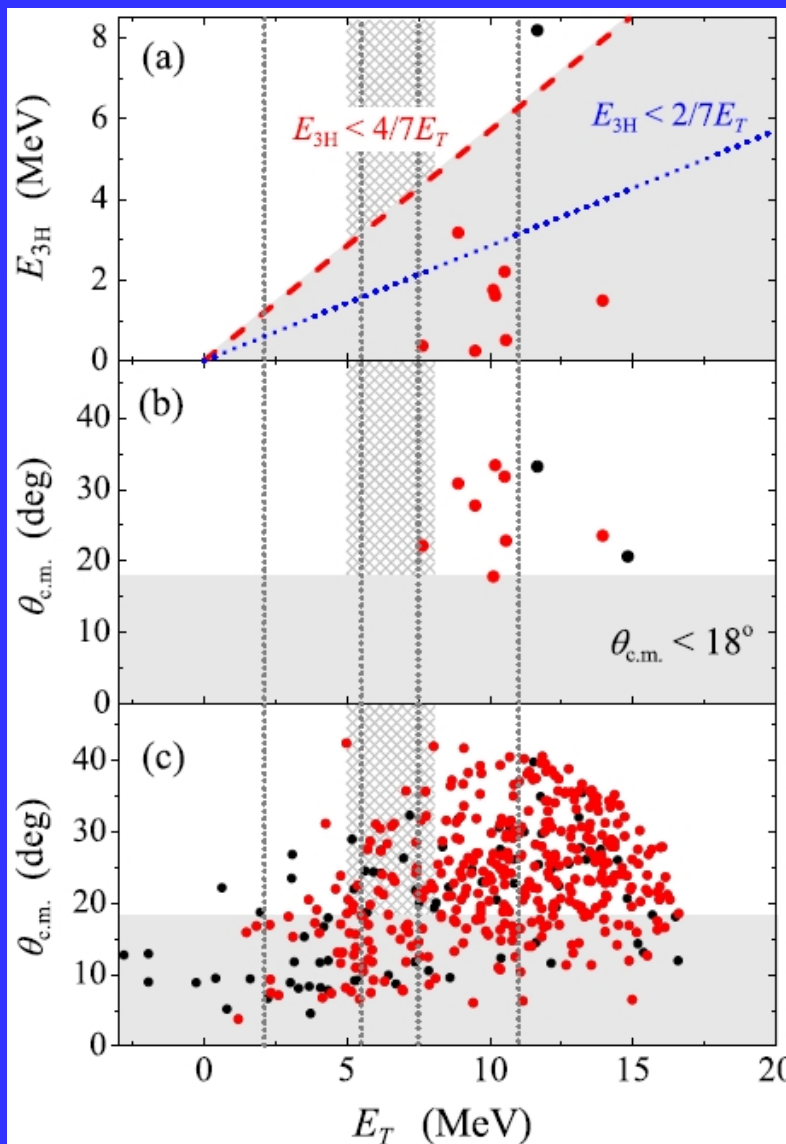 (a)
8
6
4
2
0
E3H (MeV)
E3H < 4/7ET
E3H < 2/7ET
(b)
40
30
20
10
0
θc.m. (deg)
θc.m. < 18°
(c)
40
30
20
10
0
θc.m. (deg)
0 5 10 15 20
ET (MeV)